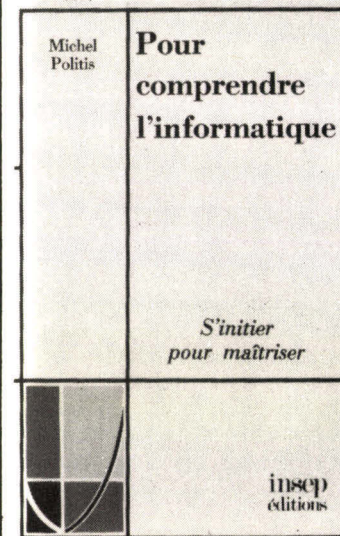 Michel
Politis
Pour
comprendre
l'informatique
S'initier
pour maîtriser
insep
éditions